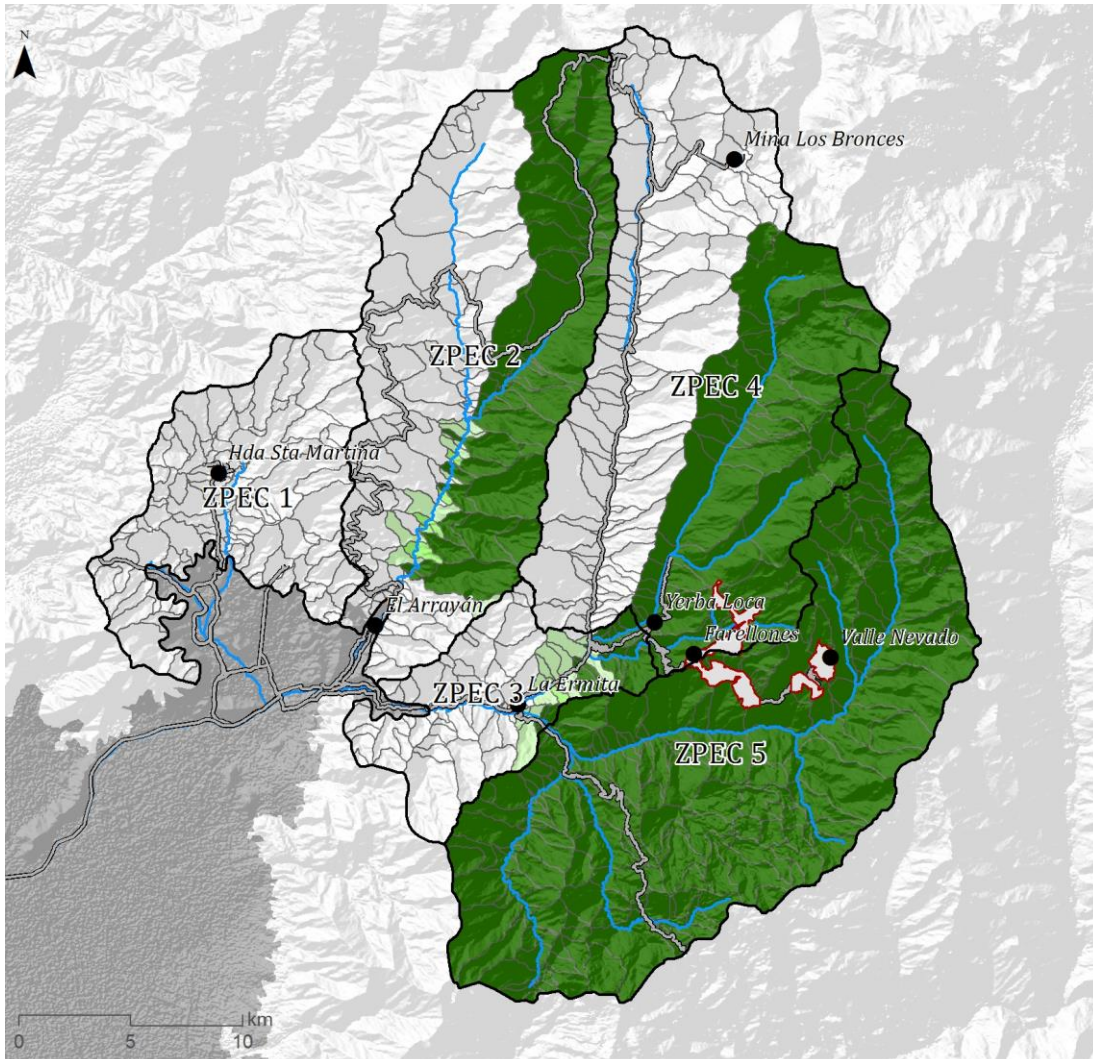 N
Mina Los Bronces
ZPEC 2
ZPEC 4
Hda Sta Martina
ZPEC 1
El Arrayán
Yerba Loca
Farellones
Valle Nevado
ZPEC 3
La Ermita
ZPEC 5
km
0 5 10